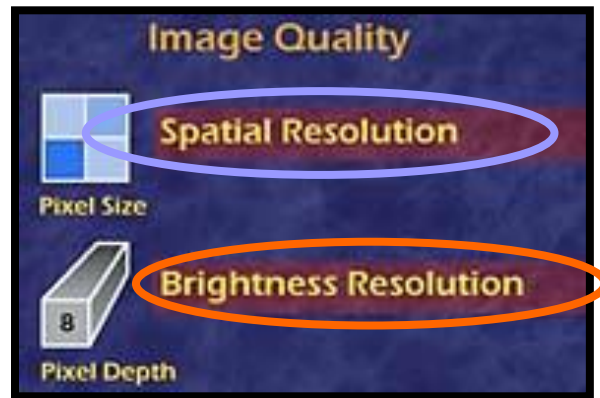 Image Quality
Spatial Resolution
Pixel Size
Brightness Resolution
8
Pixel Depth